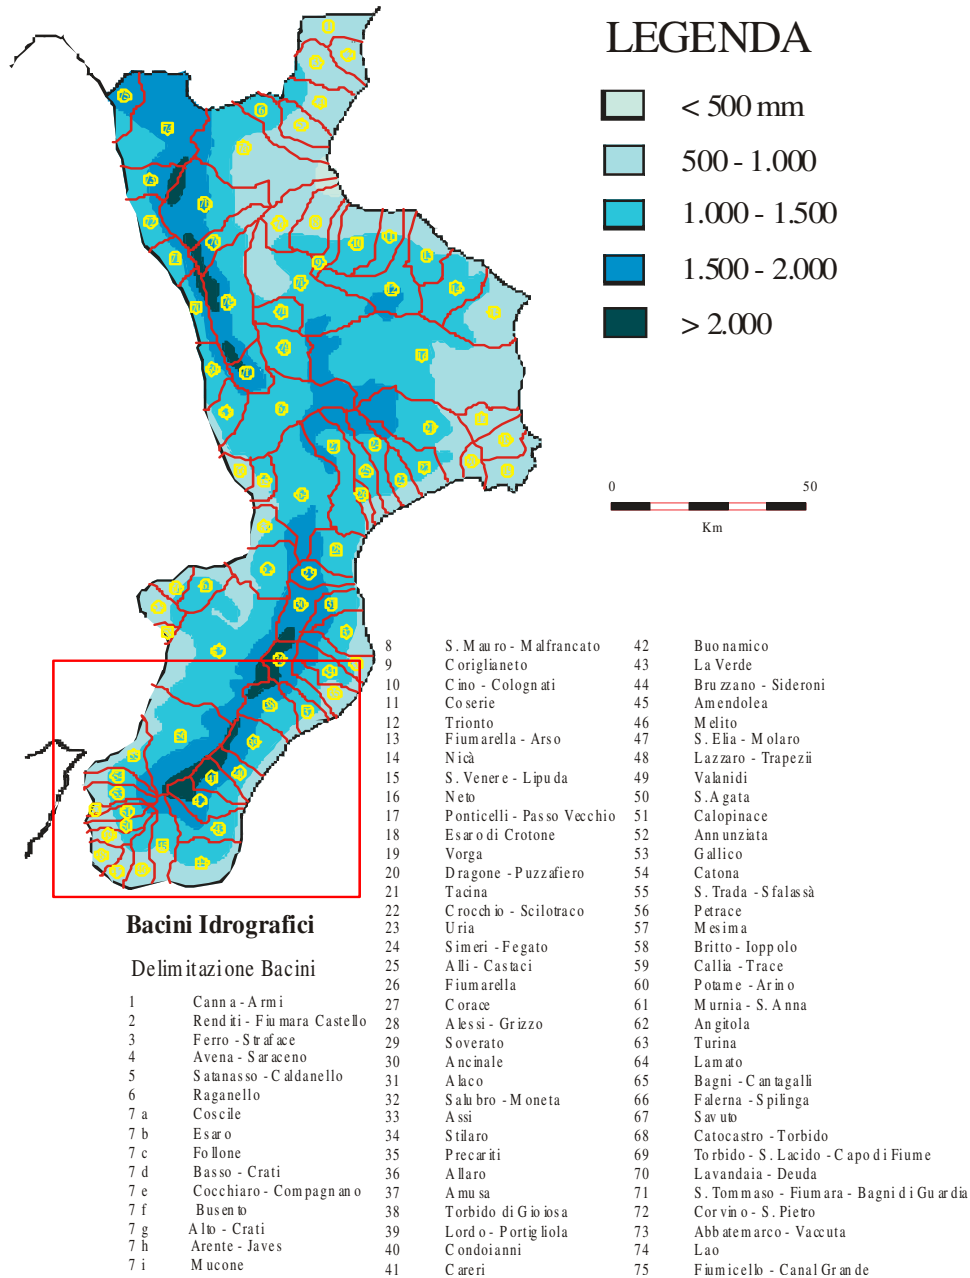 LEGENDA
< 500 mm
500 - 1.000
1.000 - 1.500
1.500 - 2.000
> 2.000
0 50
Km
Bacini Idrografici
Delimitazione Bacini
1 Canna - Armi
2 Renditi - Fiumara Castello
3 Ferro - Straface
4 Avena - Saraceno
5 Satanasso - Caldanello
6 Raganello
7 a Coscile
7 b Esaro
7 c Follone
7 d Basso - Crati
7 e Cocchiaro - Compagnano
7 f Busento
7 g Alto - Crati
7 h Arente - Javes
7 i Mucone
8 S. Mauro - Malfrancato
9 Coriglianeto
10 Cino - Colognati
11 Coserie
12 Trionto
13 Fiumarella - Arso
14 Nicà
15 S. Venere - Lipuda
16 Neto
17 Ponticelli - Passo Vecchio
18 Esaro di Crotone
19 Vorga
20 Dragone - Puzzafiero
21 Tacina
22 Crocchio - Scilotraco
23 Uria
24 Simeri - Fegato
25 Alli - Castaci
26 Fiumarella
27 Corace
28 Alessi - Grizzo
29 Soverato
30 Ancinale
31 Alaco
32 Salubro - Moneta
33 Assi
34 Stilaro
35 Precariti
36 Allaro
37 Amusa
38 Torbido di Gioiosa
39 Lordo - Portigliola
40 Condoianni
41 Careri
42 Buonamico
43 La Verde
44 Bruzzano - Sideroni
45 Amendolea
46 Melito
47 S. Elia - Molaro
48 Lazzaro - Trapezii
49 Valanidi
50 S.Agata
51 Calopinace
52 Annunziata
53 Gallico
54 Catona
55 S. Trada - Sfalassà
56 Petrace
57 Mesima
58 Britto - Ioppolo
59 Callia - Trace
60 Potame - Arino
61 Murnia - S. Anna
62 Angitola
63 Turina
64 Lamato
65 Bagni - Cantagalli
66 Falerna - Spilinga
67 Savuto
68 Catocastro - Torbido
69 Torbido - S. Lacido - Capo di Fiume
70 Lavandaia - Deuda
71 S. Tommaso - Fiumara - Bagni di Guardia
72 Corvino - S. Pietro
73 Abbatemarco - Vaccuta
74 Lao
75 Fiumicello - Canal Grande